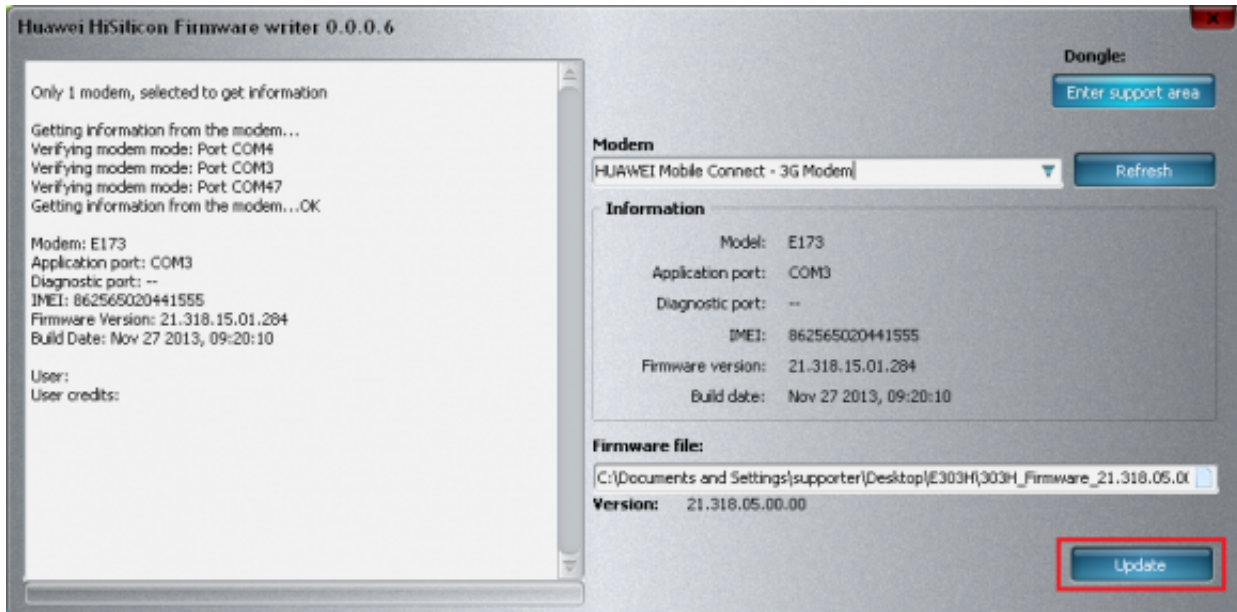 Huawei HiSilicon Firmware writer 0.0.0.6
Only 1 modem, selected to get information
Getting information from the modem...
Verifying modem mode: Port COM4
Verifying modem mode: Port COM3
Verifying modem mode: Port COM47
Getting information from the modem...OK
Modem: E173
Application port: COM3
Diagnostic port: --
IMEI: 862565020441555
Firmware Version: 21.318.15.01.284
Build Date: Nov 27 2013, 09:20:10
User:
User credits:
Dongle:
Enter support area
Modem
HUAWEI Mobile Connect - 3G Modem
Refresh
Information
Model: E173
Application port: COM3
Diagnostic port: --
IMEI: 862565020441555
Firmware version: 21.318.15.01.284
Build date: Nov 27 2013, 09:20:10
Firmware file:
C:\Documents and Settings\supporter\Desktop\E303H\303H_Firmware_21.318.05.0(
Version: 21.318.05.00.00
Update